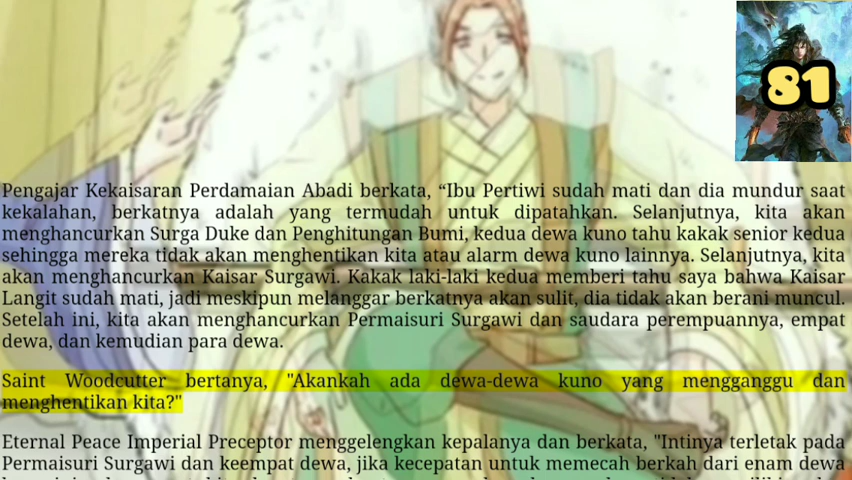 81
Pengajar Kekaisaran Perdamaian Abadi berkata, “Ibu Pertiwi sudah mati dan dia mundur saat
kekalahan, berkatnya adalah yang termudah untuk dipatahkan. Selanjutnya, kita akan
menghancurkan Surga Duke dan Penghitungan Bumi, kedua dewa kuno tahu kakak senior kedua
sehingga mereka tidak akan menghentikan kita atau alarm dewa kuno lainnya. Selanjutnya, kita
akan menghancurkan Kaisar Surgawi. Kakak laki-laki kedua memberi tahu saya bahwa Kaisar
Langit sudah mati, jadi meskipun melanggar berkatnya akan sulit, dia tidak akan berani muncul.
Setelah ini, kita akan menghancurkan Permaisuri Surgawi dan saudara perempuannya, empat
dewa, dan kemudian para dewa.
Saint Woodcutter bertanya, "Akankah ada dewa-dewa kuno yang mengganggu dan
menghentikan kita?"
Eternal Peace Imperial Preceptor menggelengkan kepalanya dan berkata, "Intinya terletak pada
Permaisuri Surgawi dan keempat dewa, jika kecepatan untuk memecah berkah dari enam dewa